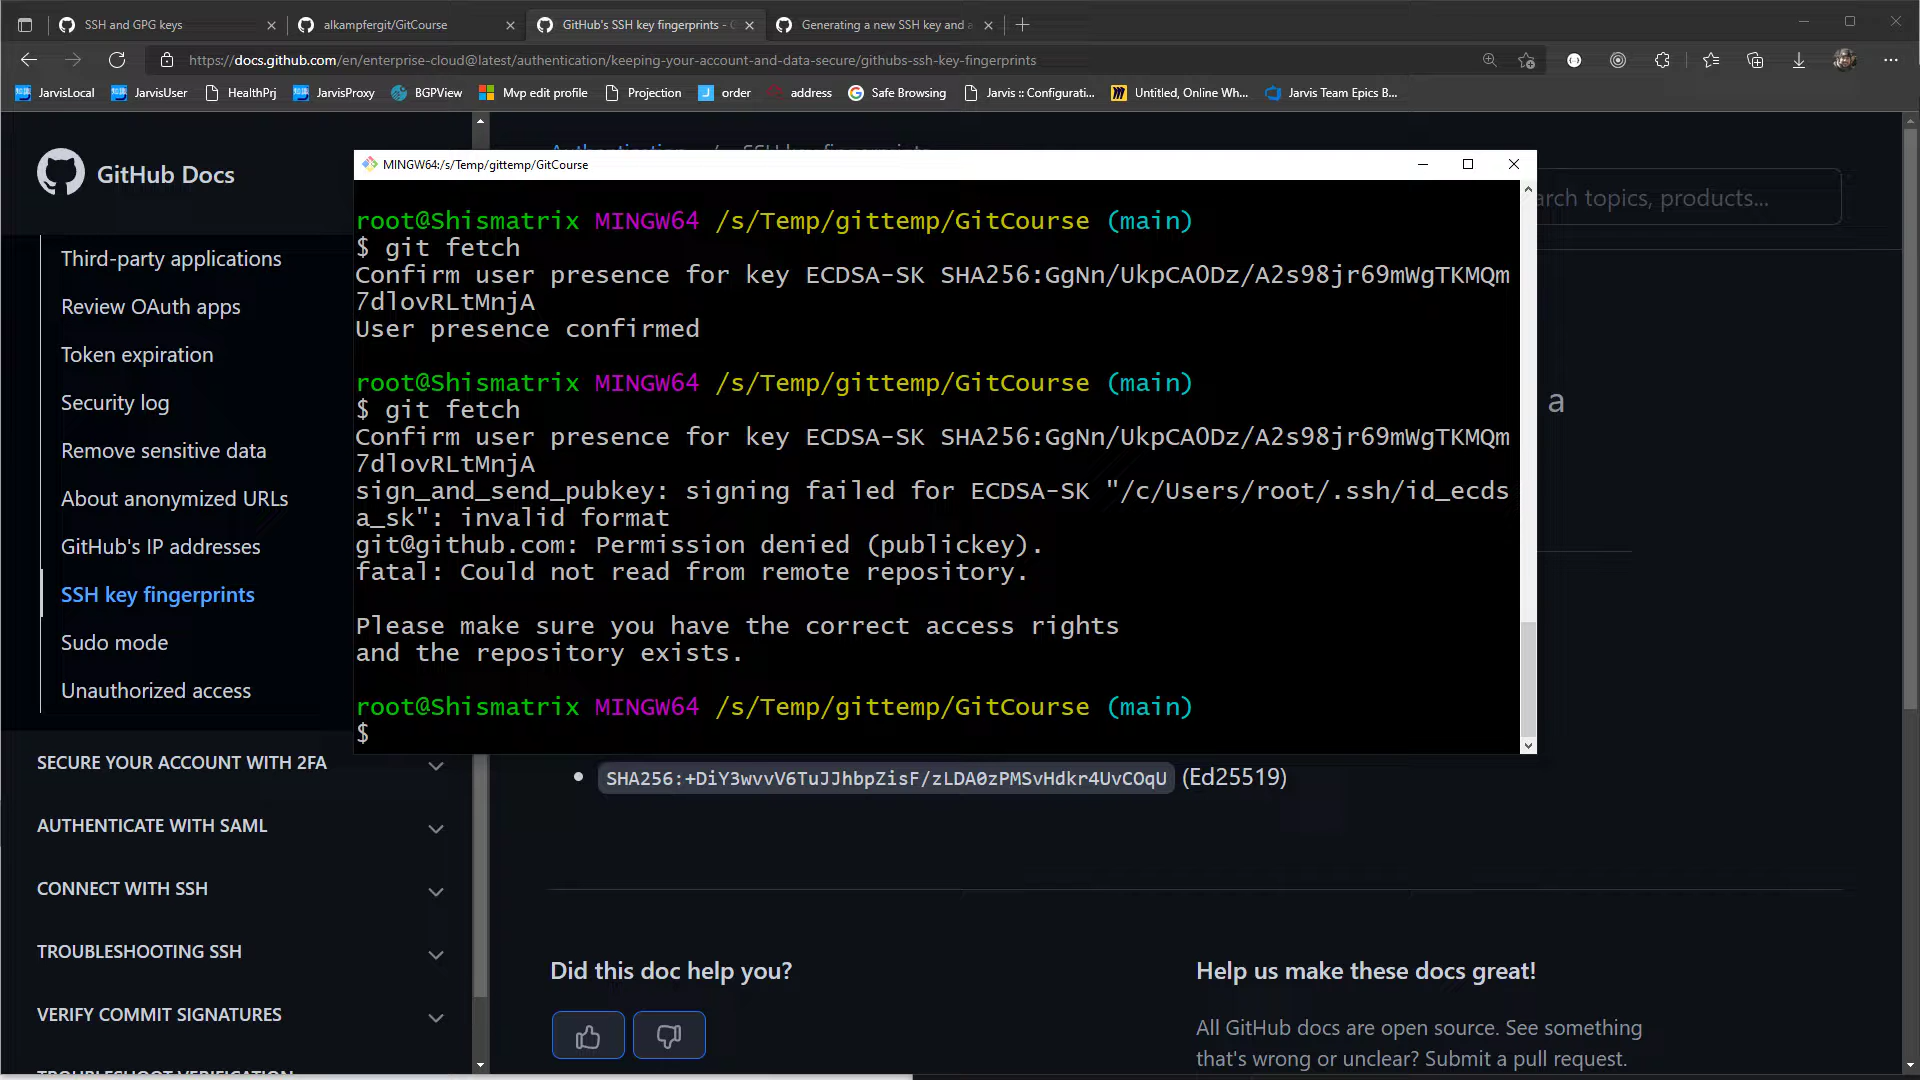 SSH and GPG keys
alkampfergit/GitCourse
GitHub's SSH key fingerprints -
Generating a new SSH key and
https://docs.github.com/en/enterprise-cloud@latest/authentication/keeping-your-account-and-data-secure/githubs-ssh-key-fingerprints
JarvisLocal
JarvisUser
HealthPrj
JarvisProxy
BGPView
Mvp edit profile
Projection
order
address
Safe Browsing
Jarvis :: Configurati...
Untitled, Online Wh...
Jarvis Team Epics B...
GitHub Docs
arch topics, products...
Third-party applications
Review OAuth apps
Token expiration
Security log
Remove sensitive data
About anonymized URLs
GitHub's IP addresses
SSH key fingerprints
Sudo mode
Unauthorized access
SECURE YOUR ACCOUNT WITH 2FA
AUTHENTICATE WITH SAML
CONNECT WITH SSH
TROUBLESHOOTING SSH
VERIFY COMMIT SIGNATURES
MINGW64:/s/Temp/gittemp/GitCourse
root@Shismatrix MINGW64 /s/Temp/gittemp/GitCourse (main)
$ git fetch
Confirm user presence for key ECDSA-SK SHA256:GgNn/UkpCAODz/A2s98jr69mWgTKMQm
7dlovRLtMnjA
User presence confirmed
root@Shismatrix MINGW64 /s/Temp/gittemp/GitCourse (main)
$ git fetch
Confirm user presence for key ECDSA-SK SHA256:GgNn/UkpCAODz/A2s98jr69mWgTKMQm
7dlovRLtMnjA
sign_and_send_pubkey: signing failed for ECDSA-SK "/c/Users/root/.ssh/id_ecds
a_sk": invalid format
git@github.com: Permission denied (publickey).
fatal: Could not read from remote repository.
Please make sure you have the correct access rights
and the repository exists.
root@Shismatrix MINGW64 /s/Temp/gittemp/GitCourse (main)
$
a
SHA256:+DiY3wvvV6TuJJhbpZisF/zLDA0zPMSvHdkr4UvCOqU (Ed25519)
Did this doc help you?
Help us make these docs great!
All GitHub docs are open source. See something
that's wrong or unclear? Submit a pull request.